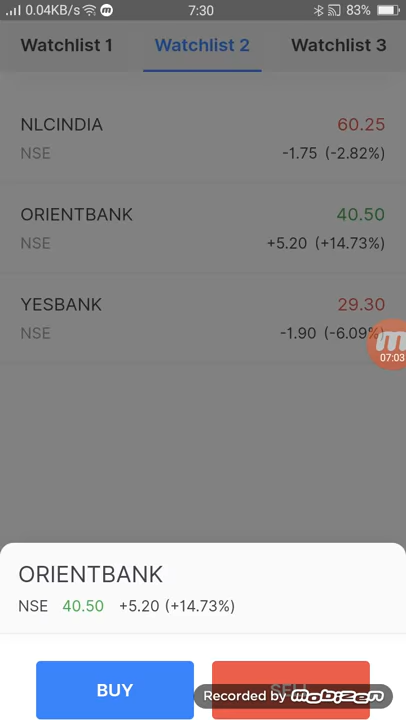 0.04KB/s 7:30 83%
Watchlist 1 Watchlist 2 Watchlist 3
NLCINDIA 60.25
NSE -1.75 (-2.82%)
ORIENTBANK 40.50
NSE +5.20 (+14.73%)
YESBANK 29.30
NSE -1.90 (-6.09%)
07:03
ORIENTBANK
NSE 40.50 +5.20 (+14.73%)
BUY SELL
Recorded by mobizen